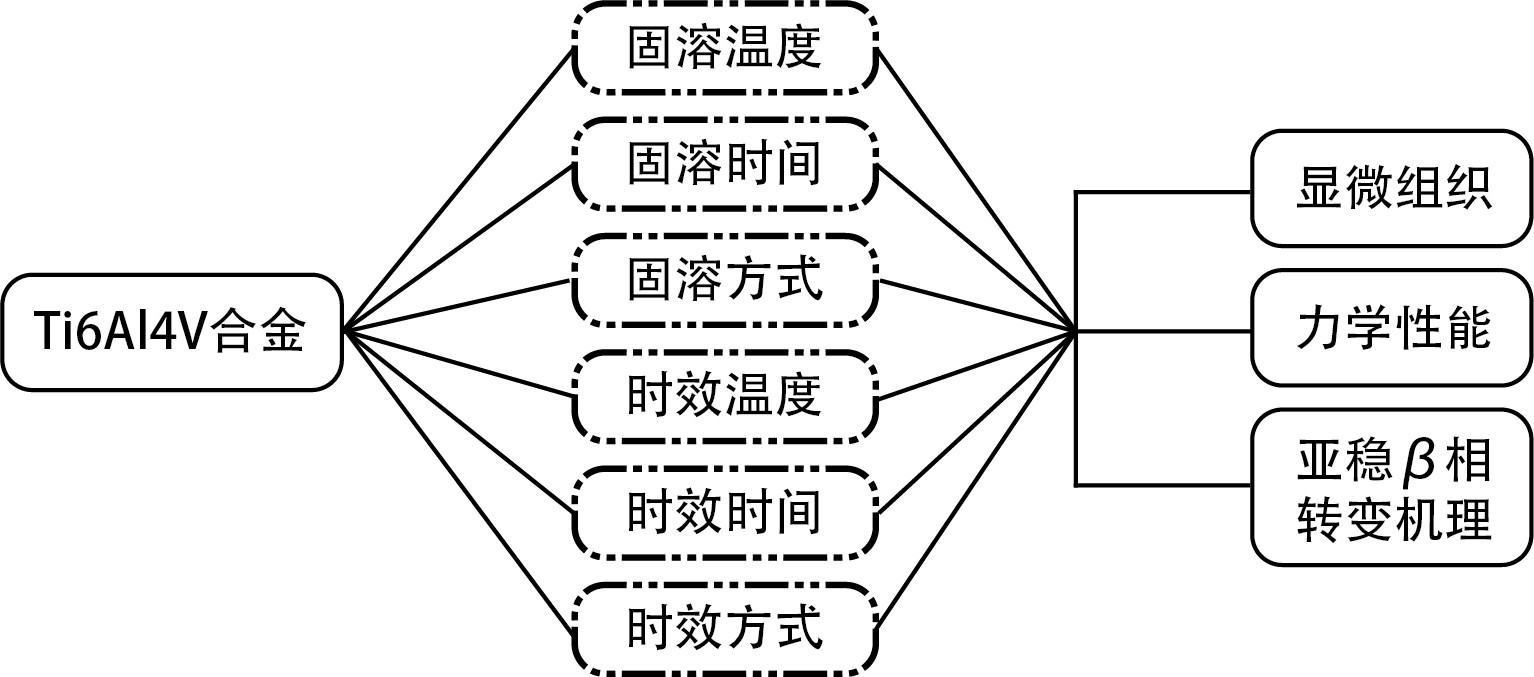 Ti6Al4V合金
固溶温度
固溶时间
固溶方式
时效温度
时效时间
时效方式
显微组织
力学性能
亚稳β相
转变机理